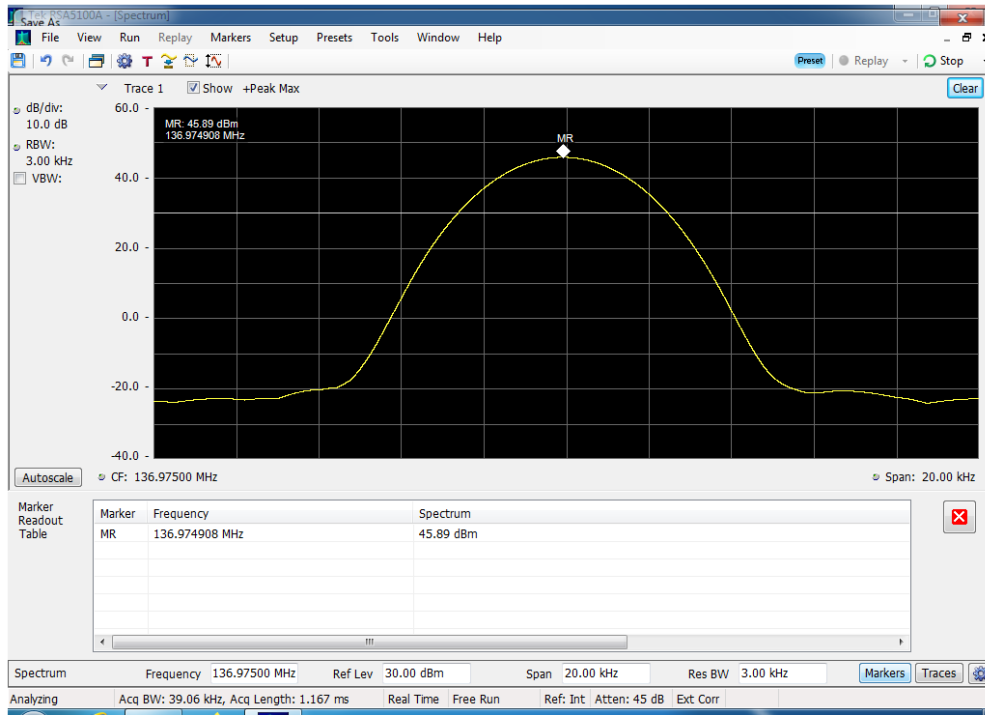 Tek RSA5100A - [Spectrum]
Save As
File View Run Replay Markers Setup Presets Tools Window Help
T
Preset Replay Stop
Trace 1 Show +Peak Max Clear
dB/div:
10.0 dB
RBW:
3.00 kHz
VBW:
60.0 -
40.0 -
20.0 -
0.0 -
-20.0 -
-40.0 -
MR: 45.89 dBm
136.974908 MHz
MR
Autoscale CF: 136.97500 MHz Span: 20.00 kHz
Marker
Readout
Table
Marker Frequency Spectrum
MR 136.974908 MHz 45.89 dBm
Spectrum Frequency 136.97500 MHz Ref Lev 30.00 dBm Span 20.00 kHz Res BW 3.00 kHz Markers Traces
Analyzing Acq BW: 39.06 kHz, Acq Length: 1.167 ms Real Time Free Run Ref: Int Atten: 45 dB Ext Corr